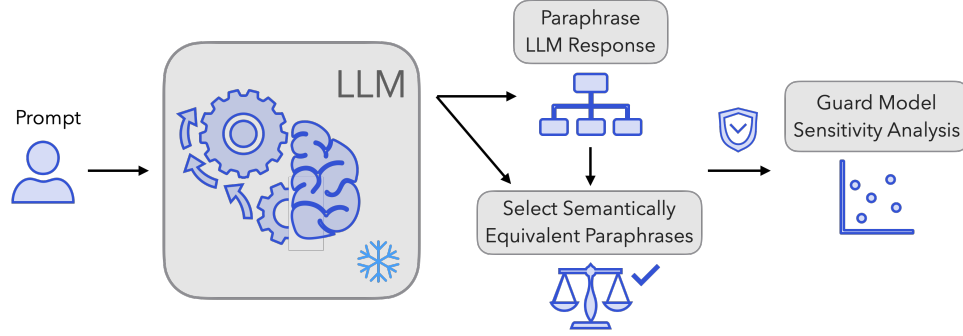 Prompt
LLM
Paraphrase
LLM Response
Select Semantically
Equivalent Paraphrases
Guard Model
Sensitivity Analysis